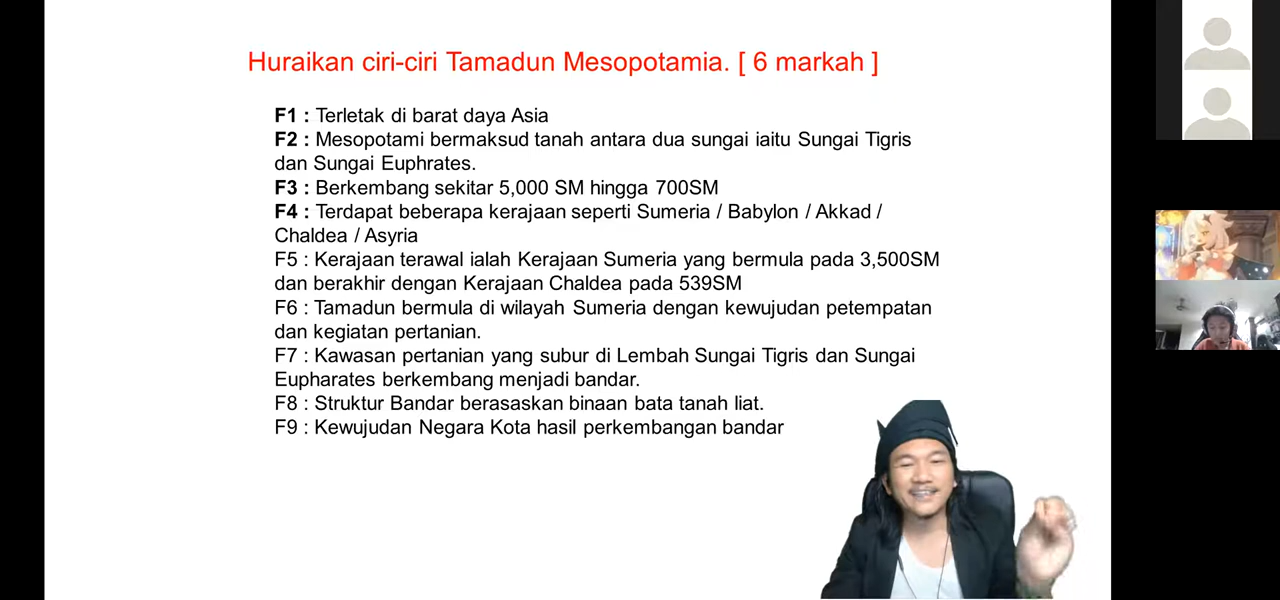 Huraikan ciri-ciri Tamadun Mesopotamia. [ 6 markah ]
F1 : Terletak di barat daya Asia
F2 : Mesopotami bermaksud tanah antara dua sungai iaitu Sungai Tigris
dan Sungai Euphrates.
F3 : Berkembang sekitar 5,000 SM hingga 700SM
F4 : Terdapat beberapa kerajaan seperti Sumeria / Babylon / Akkad /
Chaldea / Asyria
F5 : Kerajaan terawal ialah Kerajaan Sumeria yang bermula pada 3,500SM
dan berakhir dengan Kerajaan Chaldea pada 539SM
F6 : Tamadun bermula di wilayah Sumeria dengan kewujudan petempatan
dan kegiatan pertanian.
F7 : Kawasan pertanian yang subur di Lembah Sungai Tigris dan Sungai
Eupharates berkembang menjadi bandar.
F8 : Struktur Bandar berasaskan binaan bata tanah liat.
F9 : Kewujudan Negara Kota hasil perkembangan bandar